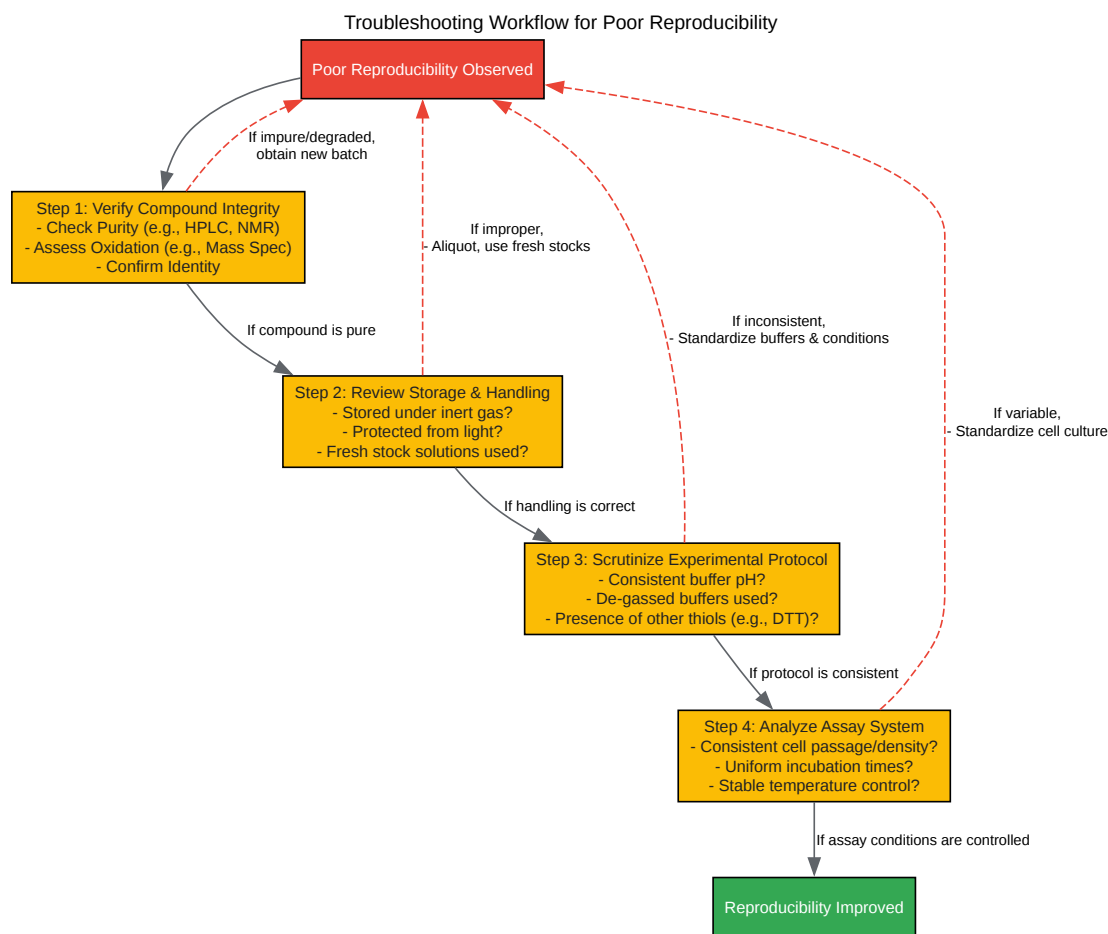 Troubleshooting Workflow for Poor Reproducibility
Poor Reproducibility Observed
If impure/degraded,
obtain new batch
Step 1: Verify Compound Integrity
- Check Purity (e.g., HPLC, NMR)
- Assess Oxidation (e.g., Mass Spec)
- Confirm Identity
If improper,
- Aliquot, use fresh stocks
If compound is pure
If inconsistent,
- Standardize buffers & conditions
Step 2: Review Storage & Handling
- Stored under inert gas?
- Protected from light?
- Fresh stock solutions used?
If variable,
- Standardize cell culture
If handling is correct
Step 3: Scrutinize Experimental Protocol
- Consistent buffer pH?
- De-gassed buffers used?
- Presence of other thiols (e.g., DTT)?
If protocol is consistent
Step 4: Analyze Assay System
- Consistent cell passage/density?
- Uniform incubation times?
- Stable temperature control?
If assay conditions are controlled
Reproducibility Improved